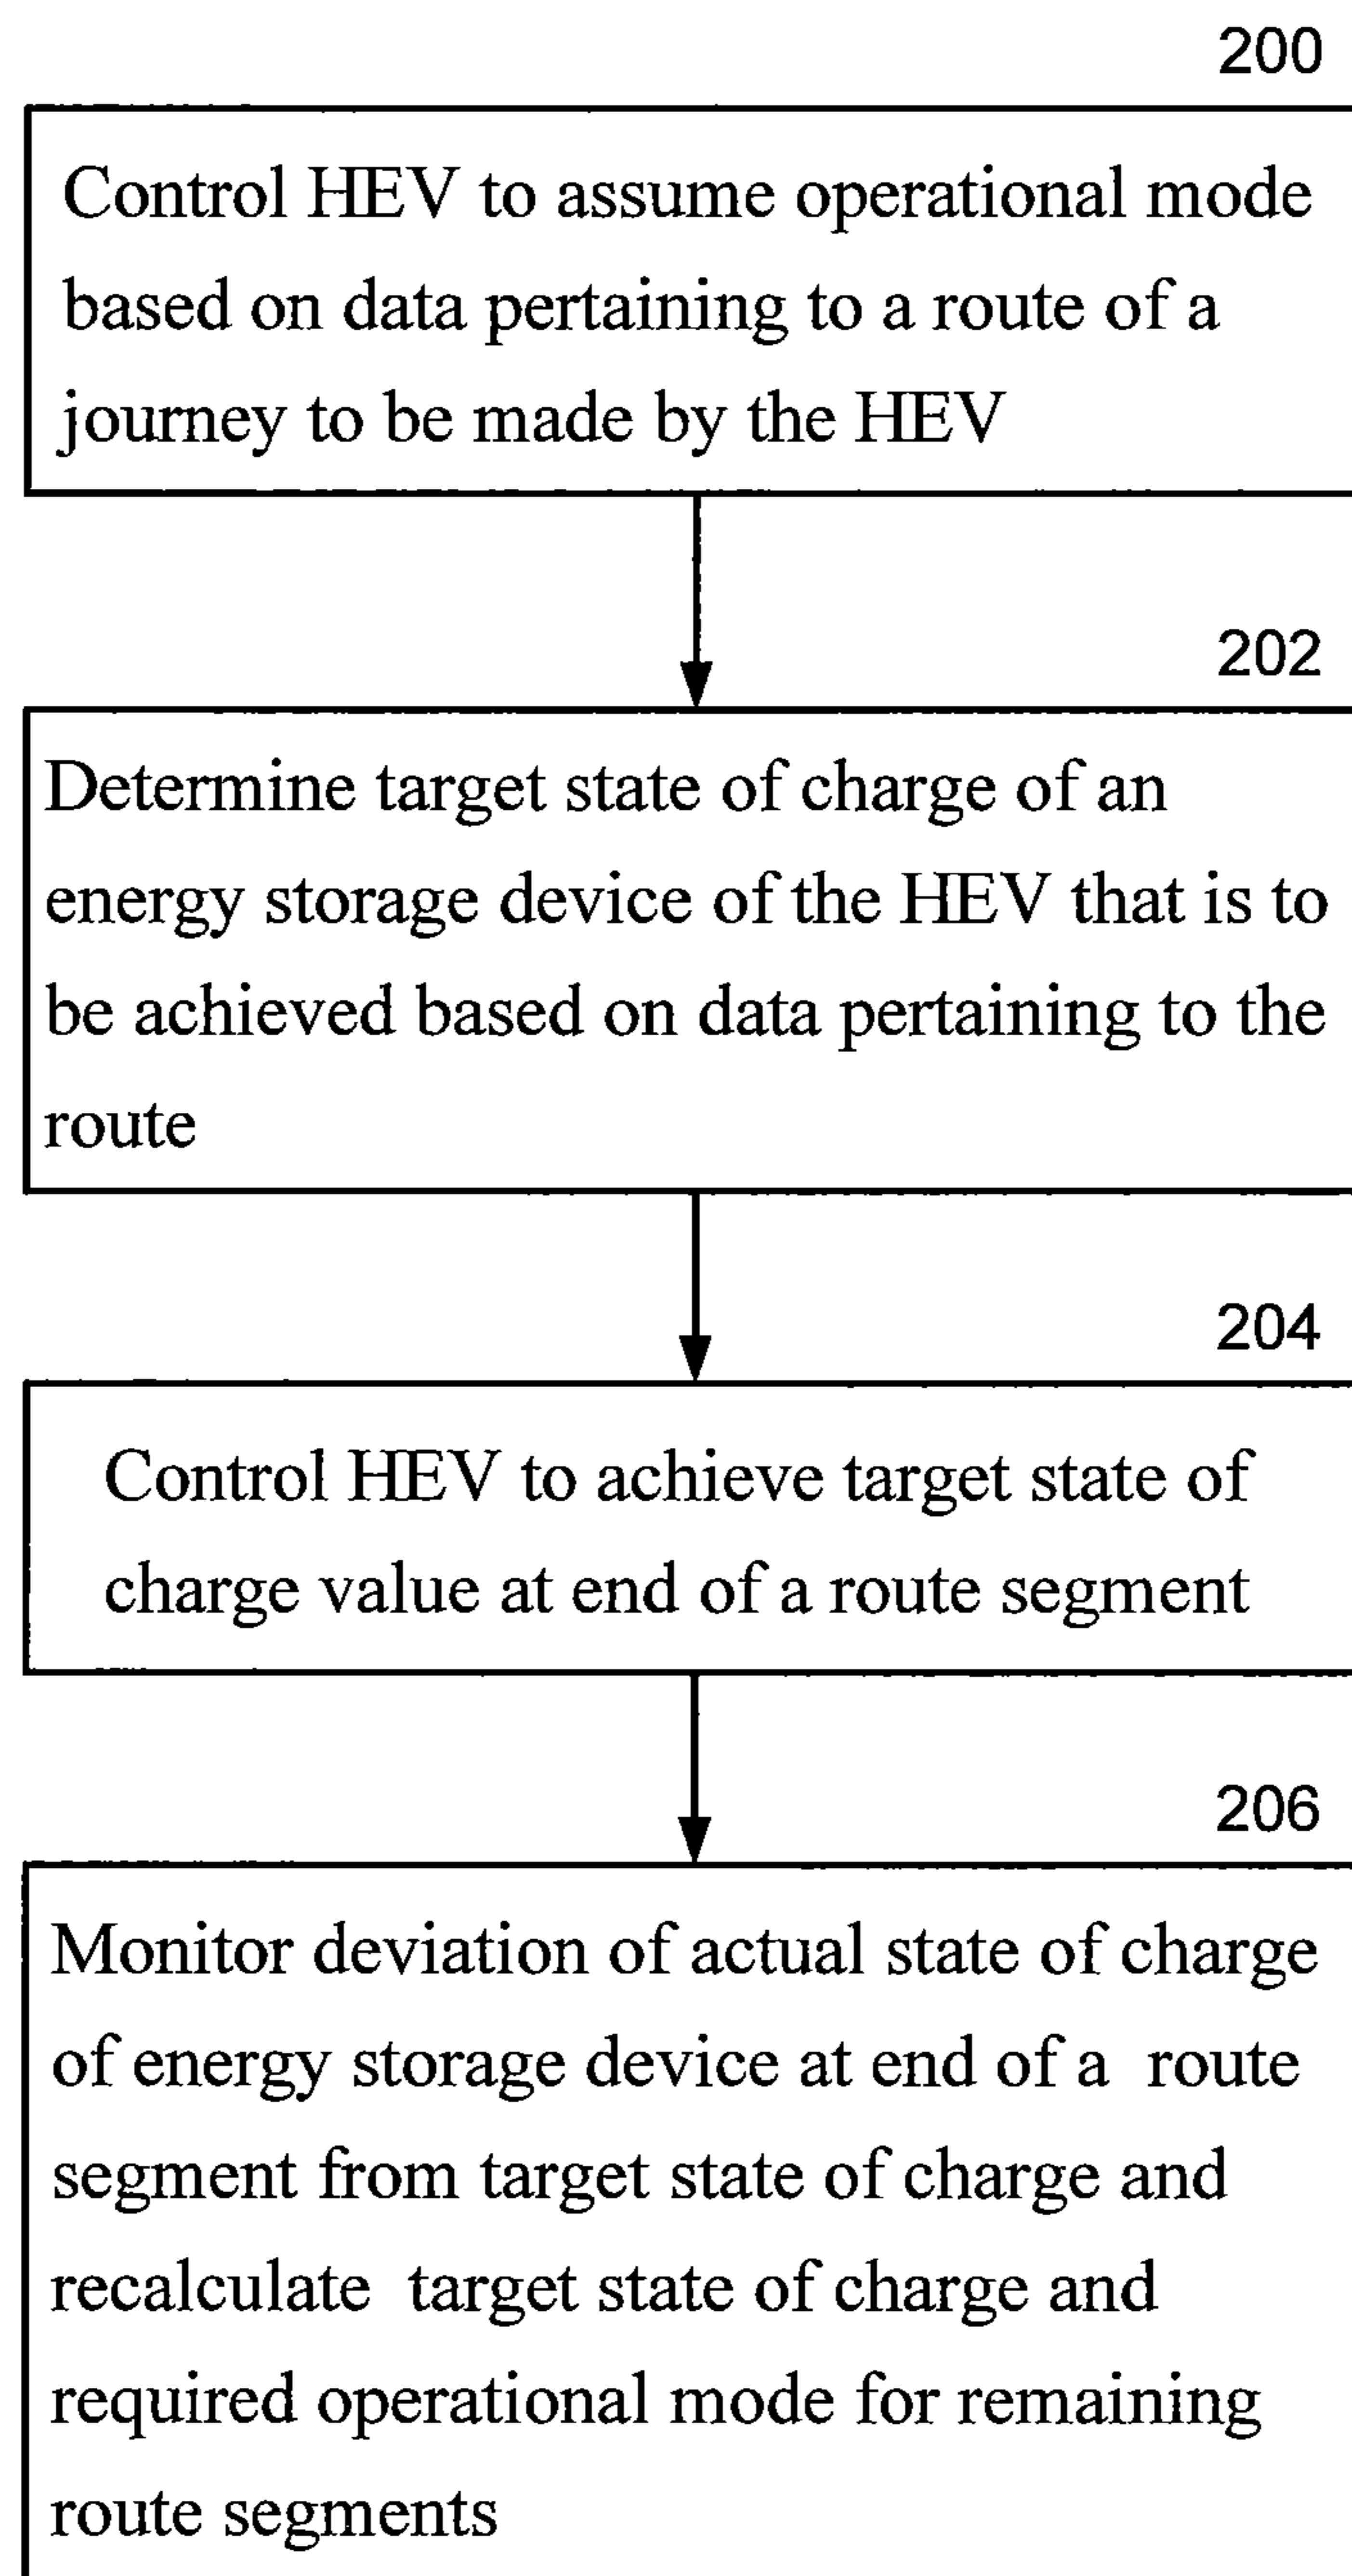 200
Control HEV to assume operational mode
based on data pertaining to a route of a
journey to be made by the HEV
202
Determine target state of charge of an
energy storage device of the HEV that is to
be achieved based on data pertaining to the
route
204
Control HEV to achieve target state of
charge value at end of a route segment
206
Monitor deviation of actual state of charge
of energy storage device at end of a route
segment from target state of charge and
recalculate target state of charge and
required operational mode for remaining
route segments